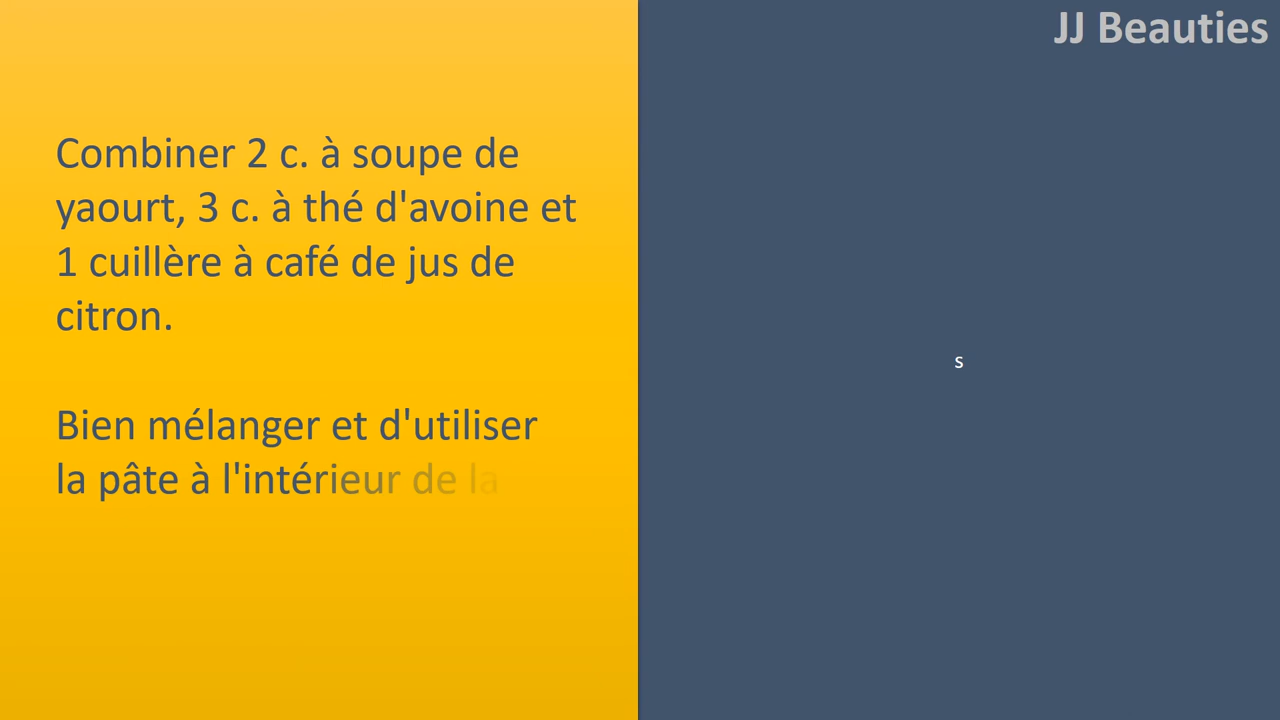 JJ Beauties
Combiner 2 c. à soupe de
yaourt, 3 c. à thé d'avoine et
1 cuillère à café de jus de
citron.
Bien mélanger et d'utiliser
la pâte à l'intérieur de la
s